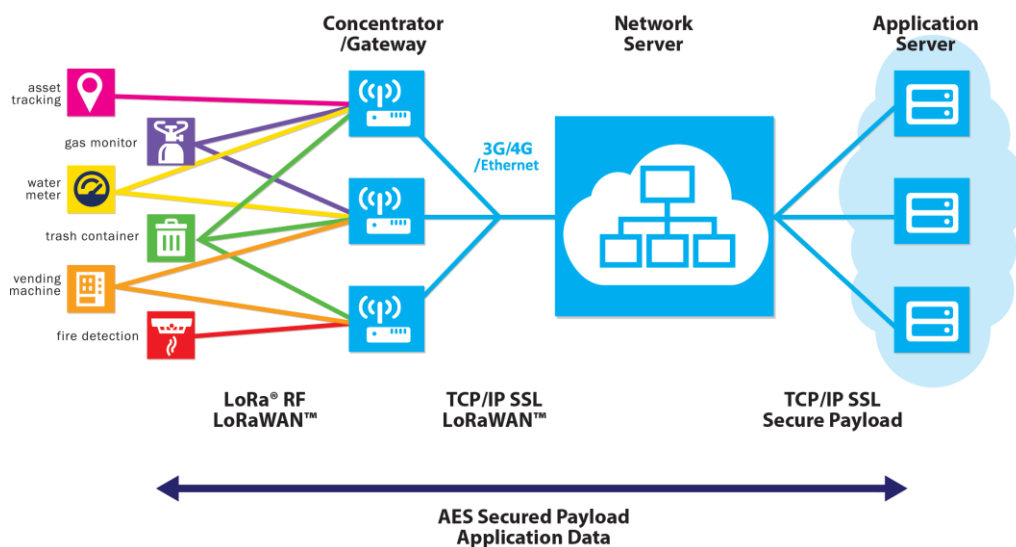 Concentrator
/Gateway
Network
Server
Application
Server
asset
tracking
gas monitor
water
meter
trash container
vending
machine
fire detection
3G/4G
/Ethernet
LoRa® RF
LoRaWAN™
TCP/IP SSL
LoRaWAN™
TCP/IP SSL
Secure Payload
AES Secured Payload
Application Data